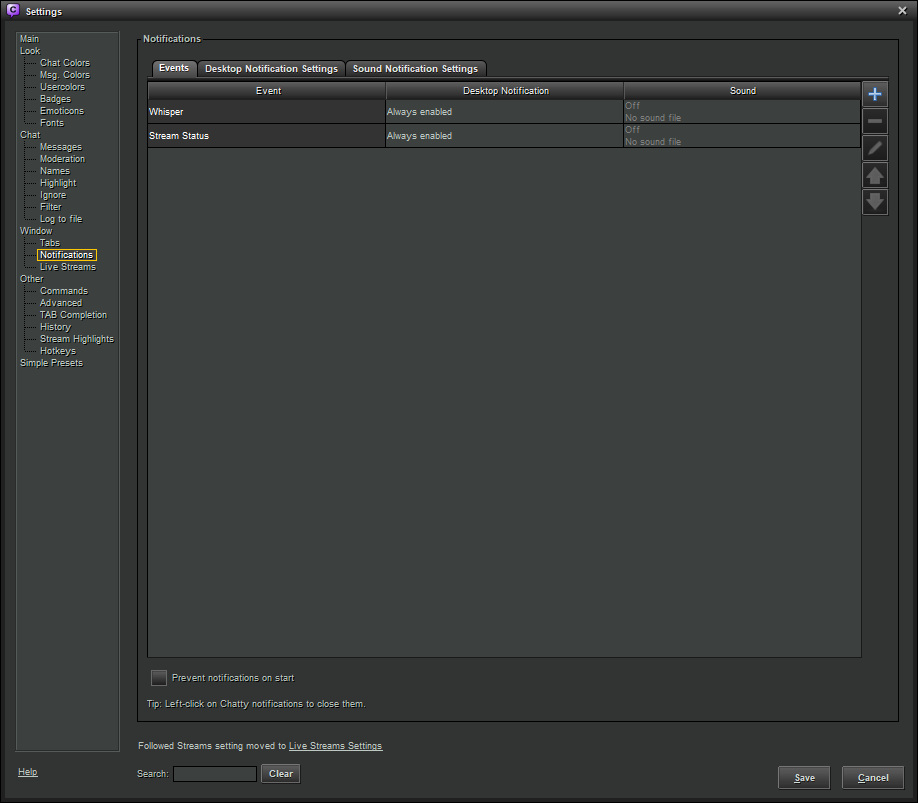 Settings
Main
Look
Chat Colors
Msg. Colors
Usercolors
Badges
Emoticons
Fonts
Chat
Messages
Moderation
Names
Highlight
Ignore
Filter
Log to file
Window
Tabs
Notifications
Live Streams
Other
Commands
Advanced
TAB Completion
History
Stream Highlights
Hotkeys
Simple Presets
Notifications
Events Desktop Notification Settings Sound Notification Settings
Event Desktop Notification Sound
Whisper Always enabled Off
No sound file
Stream Status Always enabled Off
No sound file
Prevent notifications on start
Tip: Left-click on Chatty notifications to close them.
Followed Streams setting moved to Live Streams Settings
Help
Search: Clear
Save Cancel